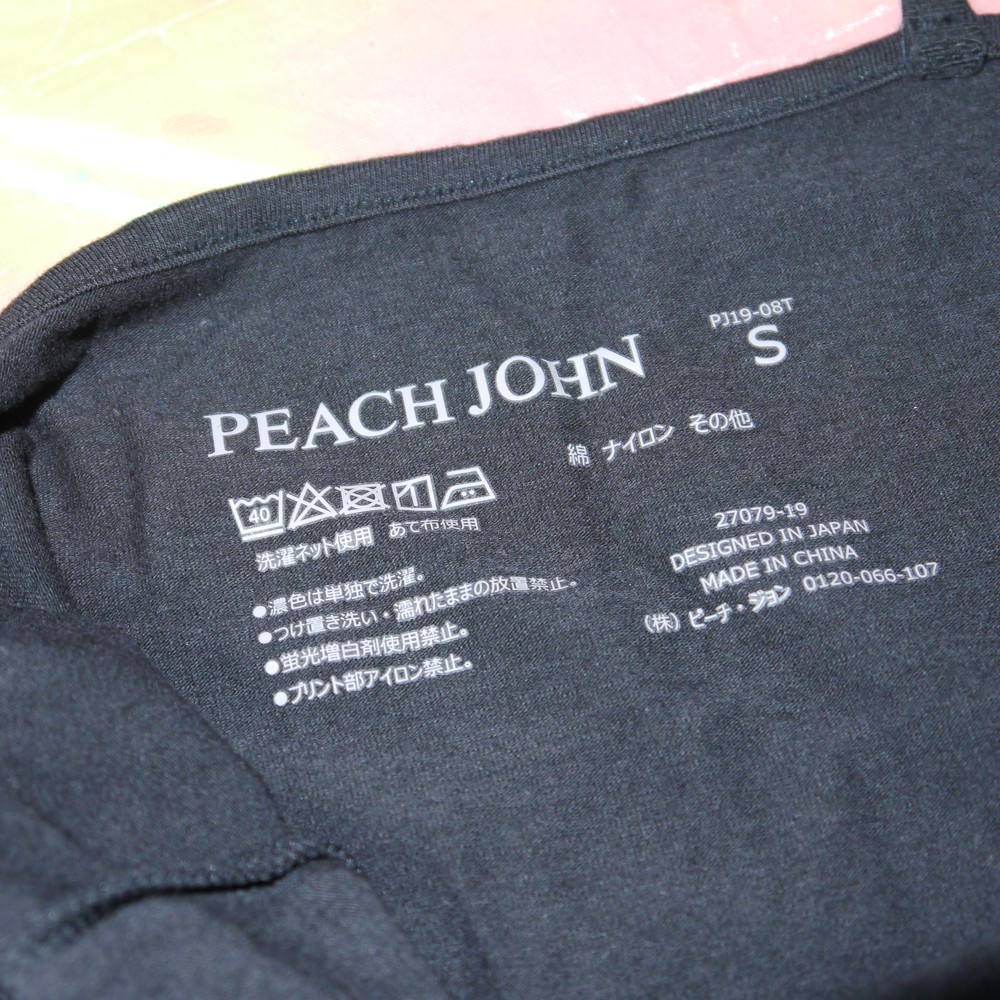 PEACH JOHN
PJ19-08T
S
綿 ナイロン その他
40
洗濯ネット使用 あて布使用
●濃色は単独で洗濯。
●つけ置き洗い・濡れたままの放置禁止。
●蛍光増白剤使用禁止。
●プリント部アイロン禁止。
27079-19
DESIGNED IN JAPAN
MADE IN CHINA
(株) ピーチ・ジョン 0120-066-107